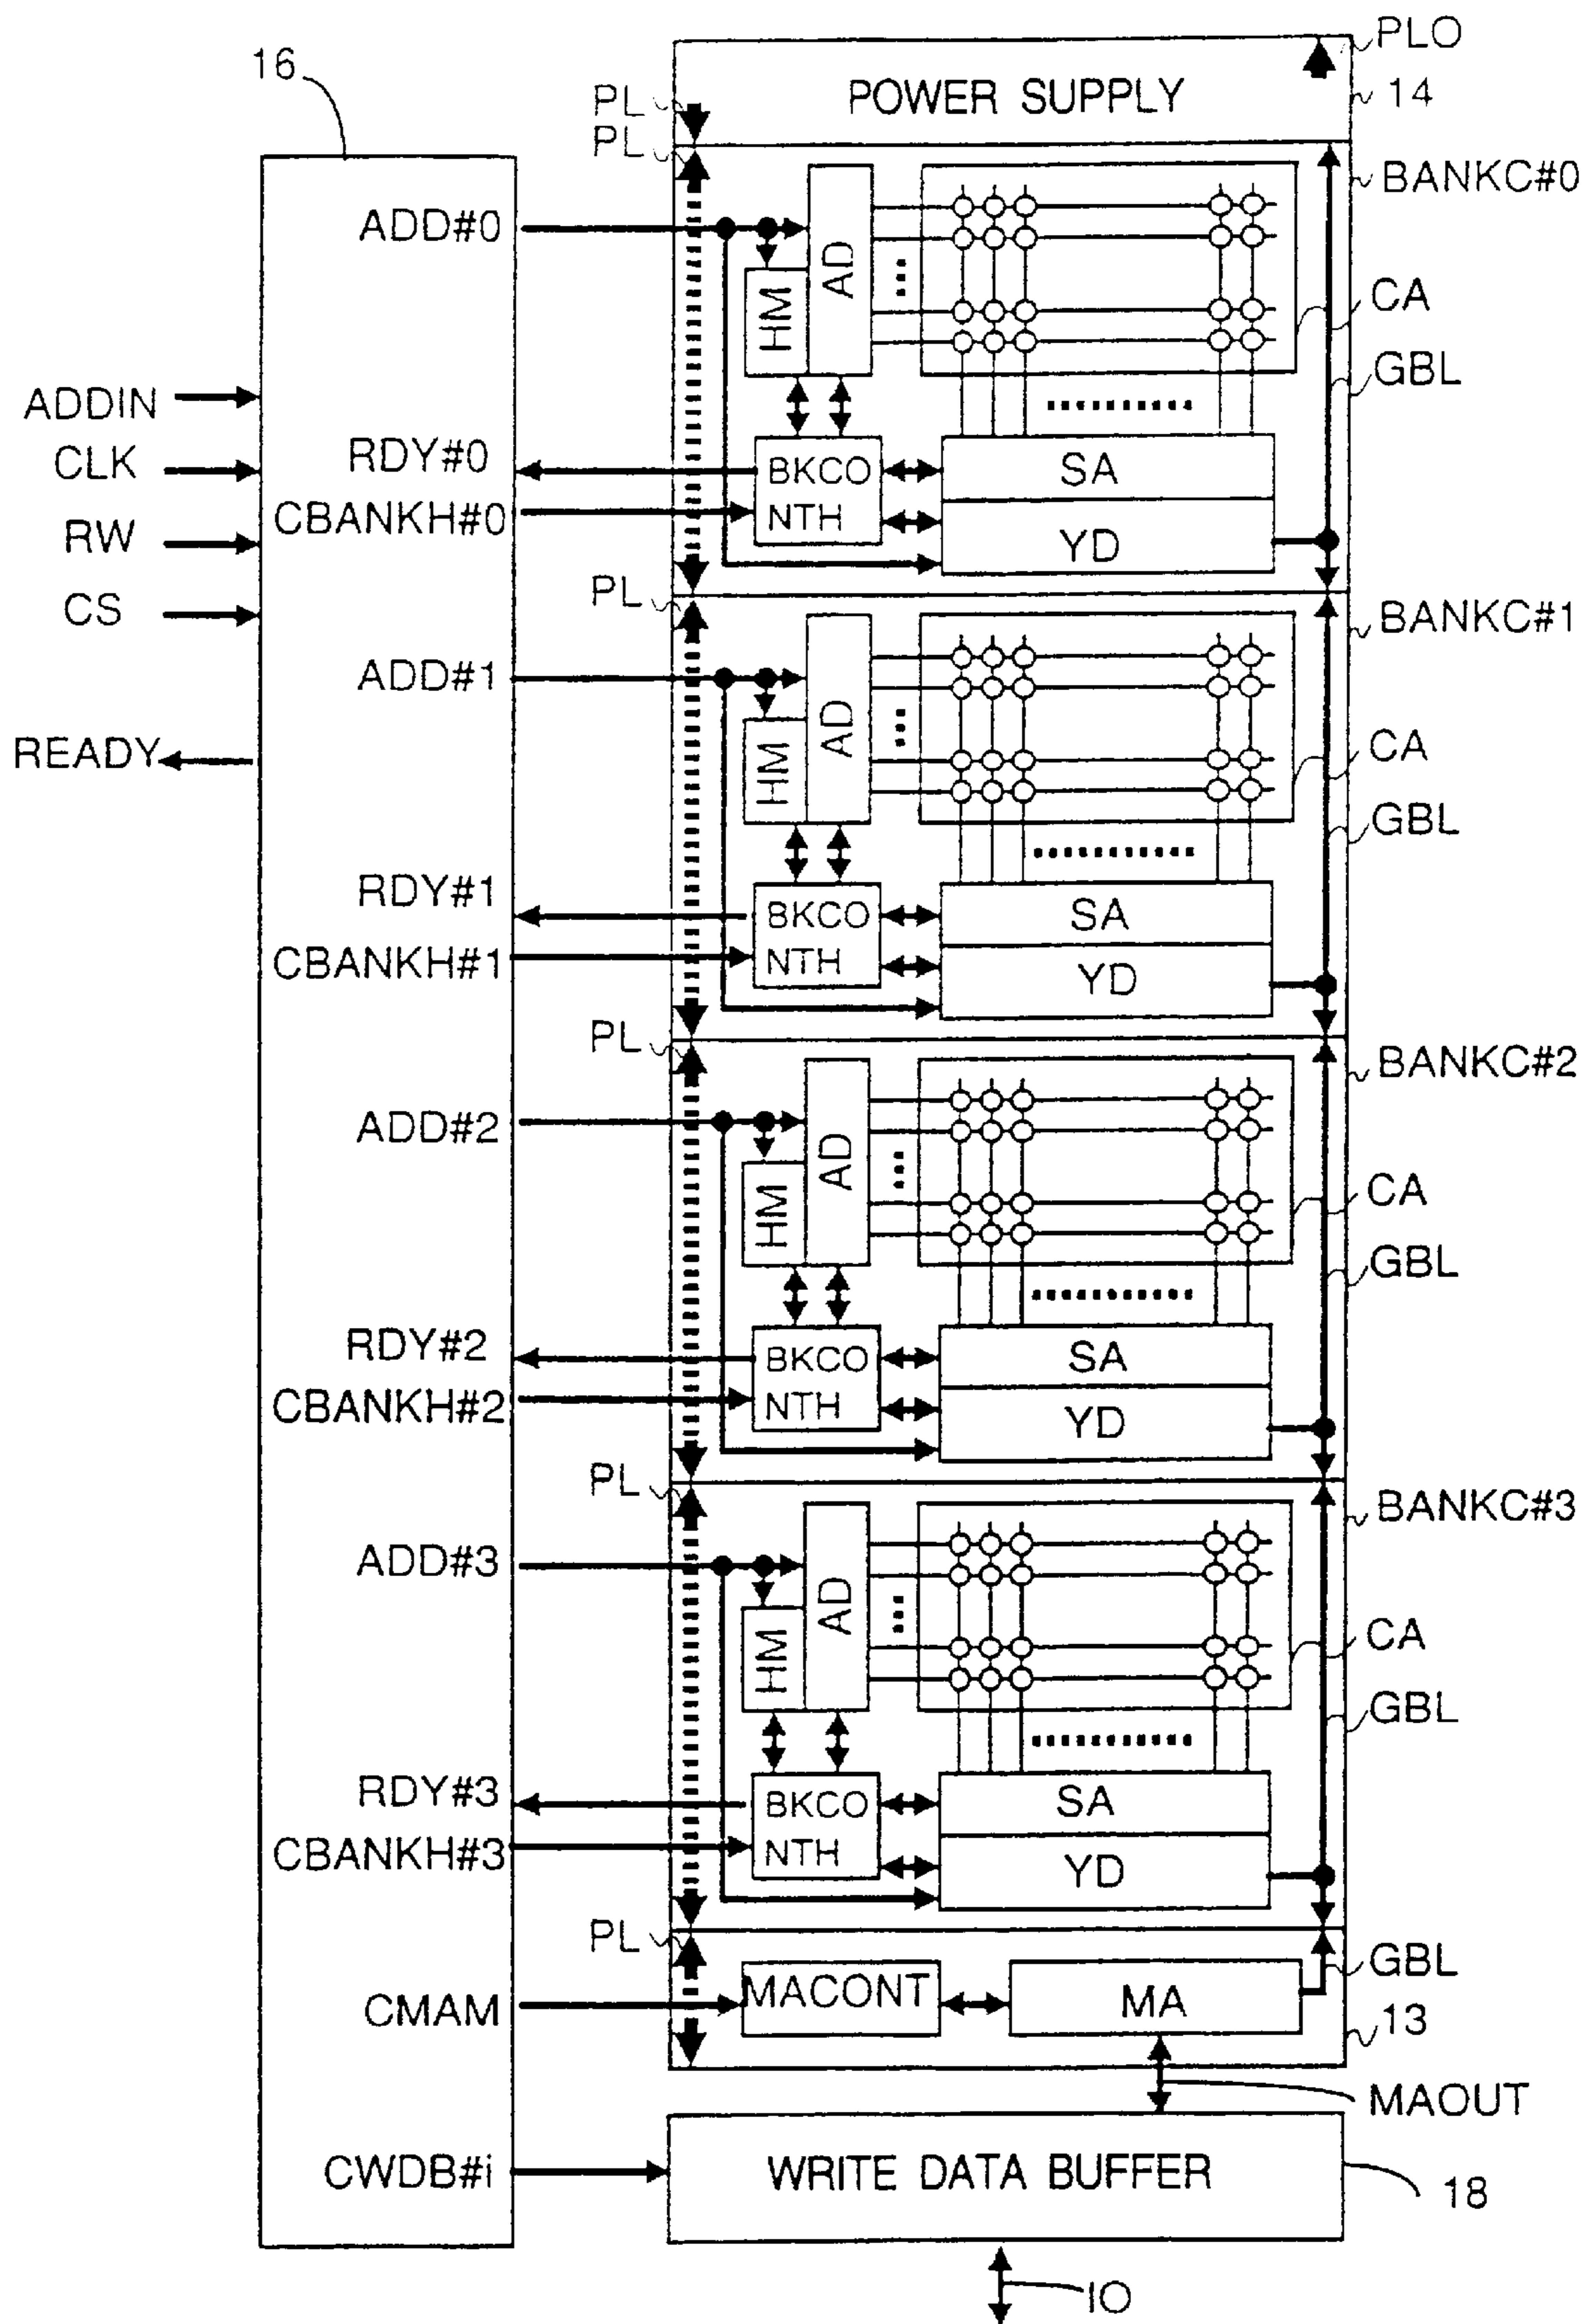 PLO
16
POWER SUPPLY
14
PL
PL
BANKC#0
ADD#0
AD
HM
CA
GBL
ADDIN
CLK
RDY#0
BKCO
NTH
SA
CBANKH#0
YD
RW
CS
PL
BANKC#1
ADD#1
AD
HM
CA
READY
GBL
RDY#1
BKCO
NTH
SA
CBANKH#1
YD
PL
BANKC#2
ADD#2
AD
HM
CA
GBL
RDY#2
BKCO
NTH
SA
CBANKH#2
YD
PL
BANKC#3
ADD#3
AD
HM
CA
GBL
RDY#3
BKCO
NTH
SA
CBANKH#3
YD
PL
GBL
MACONT
MA
CMAM
13
MAOUT
CWDB#i
WRITE DATA BUFFER
18
IO